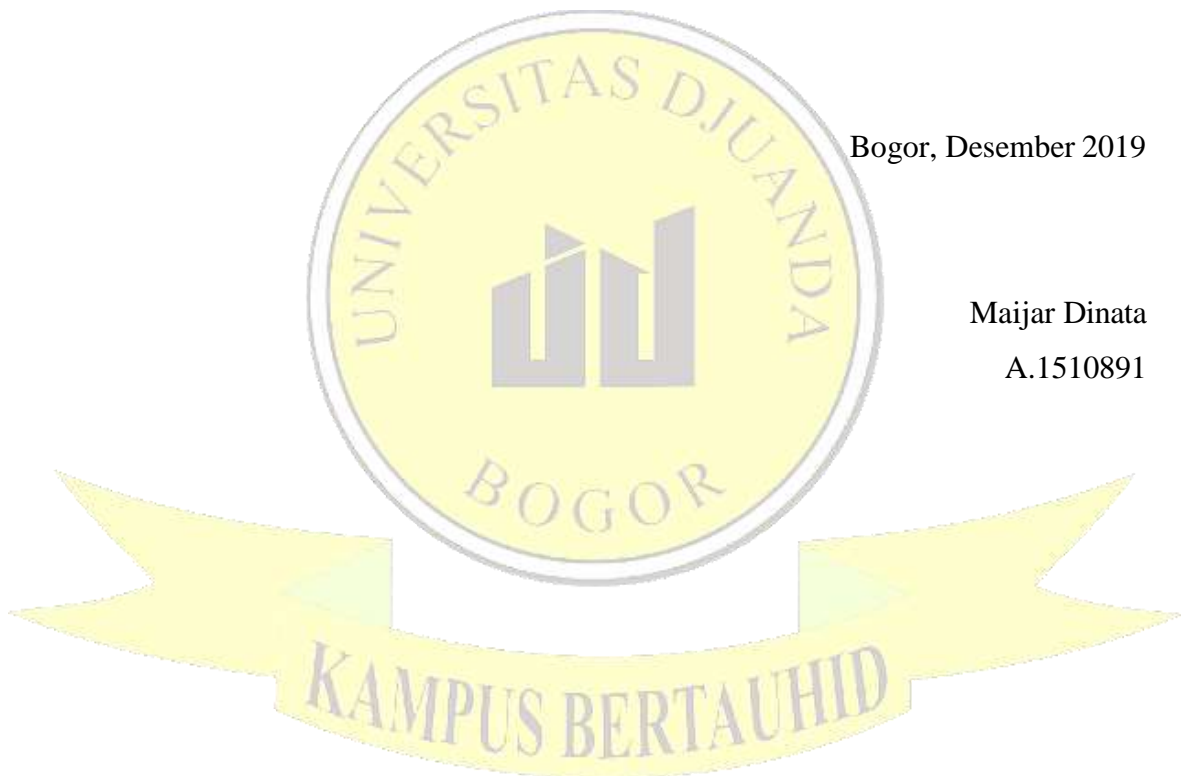 UNIVERSITAS DJUANDA
Bogor, Desember 2019
Maijar Dinata
A.1510891
BOGOR
KAMPUS BERTAUHID